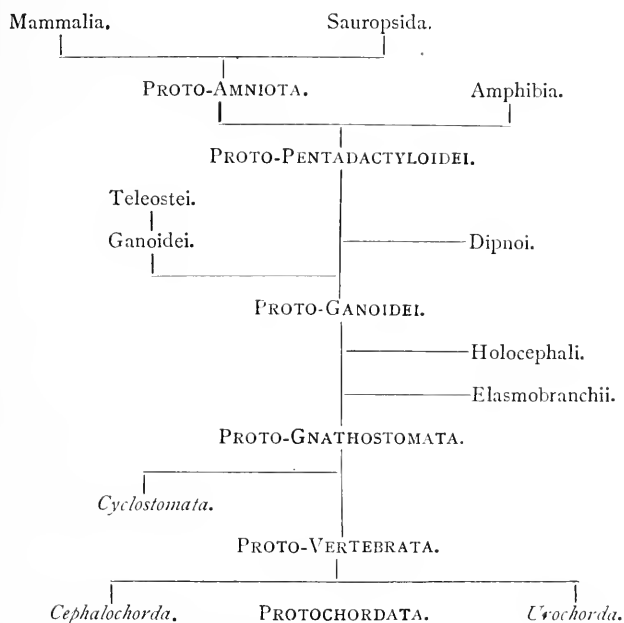 Mammalia. Sauropsida.
PROTO-AMNIOTA. Amphibia.
PROTO-PENTADACTYLOIDEI.
Teleostei.
Ganoidei. Dipnoi.
PROTO-GANOIDEI.
Holocephali.
Elasmobranchii.
PROTO-GNATHOSTOMATA.
Cyclostomata.
PROTO-VERTEBRATA.
Cephalochorda. PROTOCHORDATA. Urochorda.